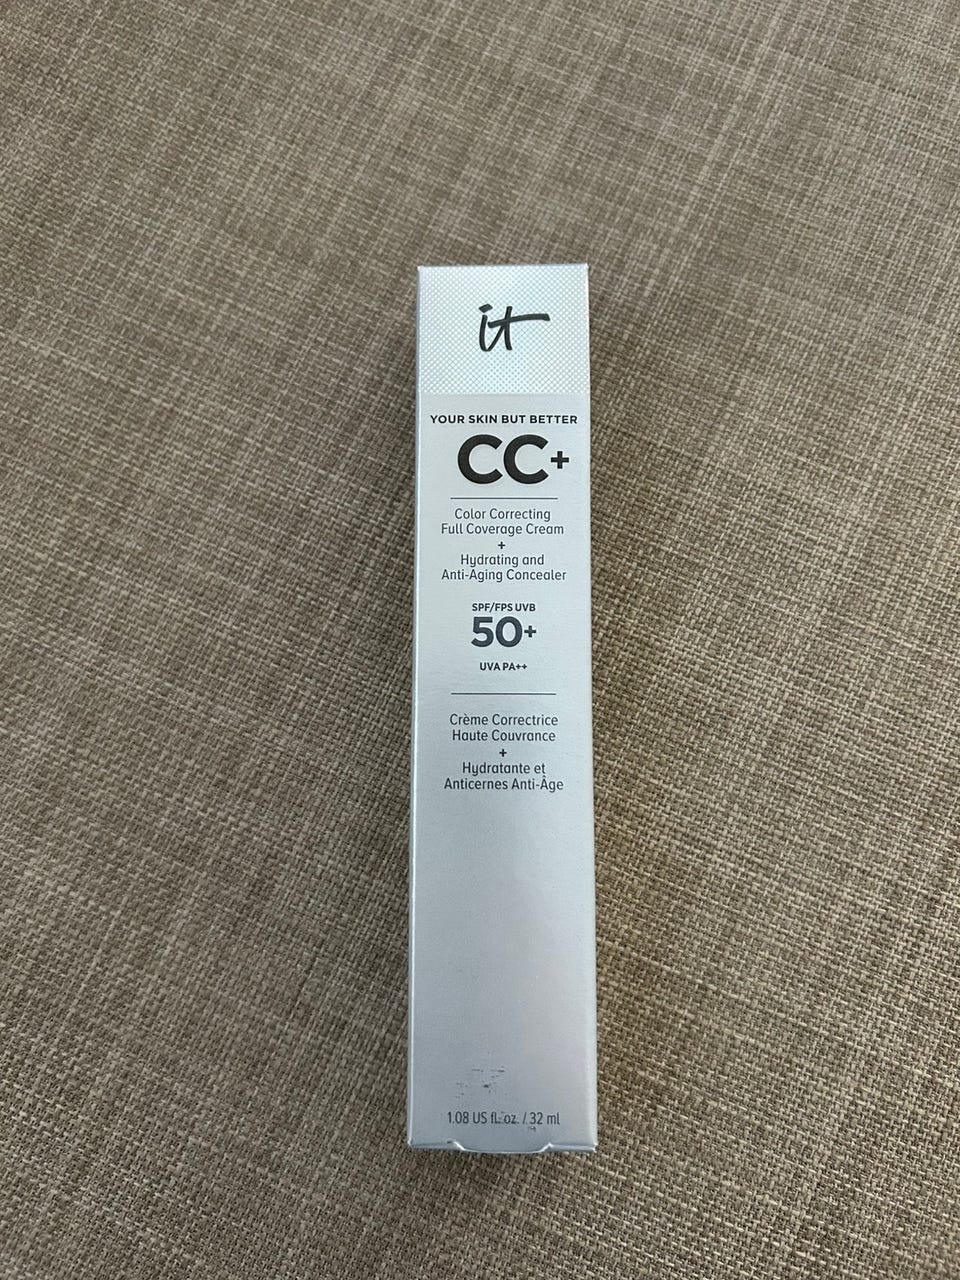 it
YOUR SKIN BUT BETTER
CC+
Color Correcting
Full Coverage Cream
+
Hydrating and
Anti-Aging Concealer
SPF/FPS UVB
50+
UVA PA++
Crème Correctrice
Haute Couvrance
+
Hydratante et
Anticernes Anti-Âge
1.08 US fl. oz. / 32 ml